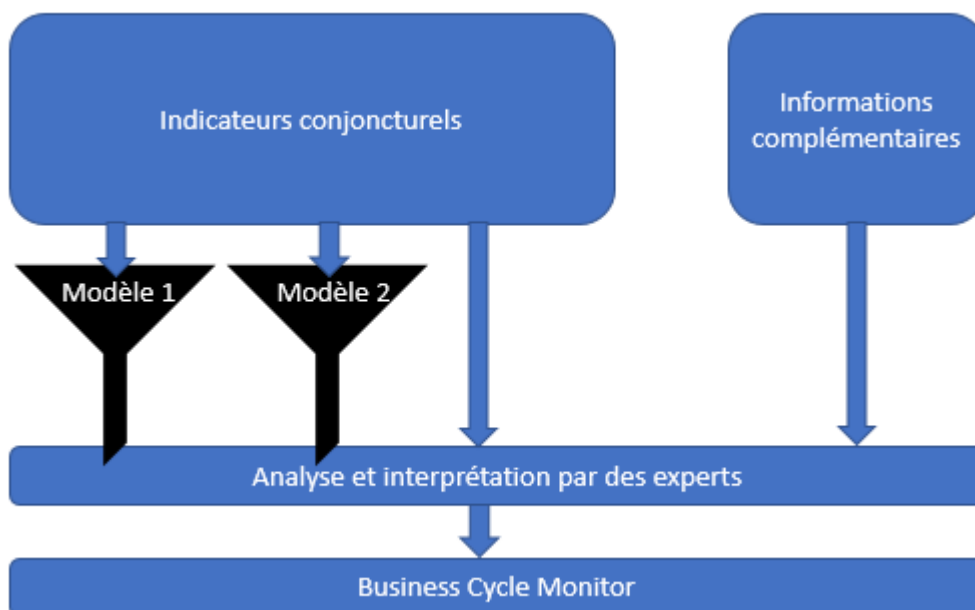 Indicateurs conjoncturels
Informations
complémentaires
Modèle 1
Modèle 2
Analyse et interprétation par des experts
Business Cycle Monitor